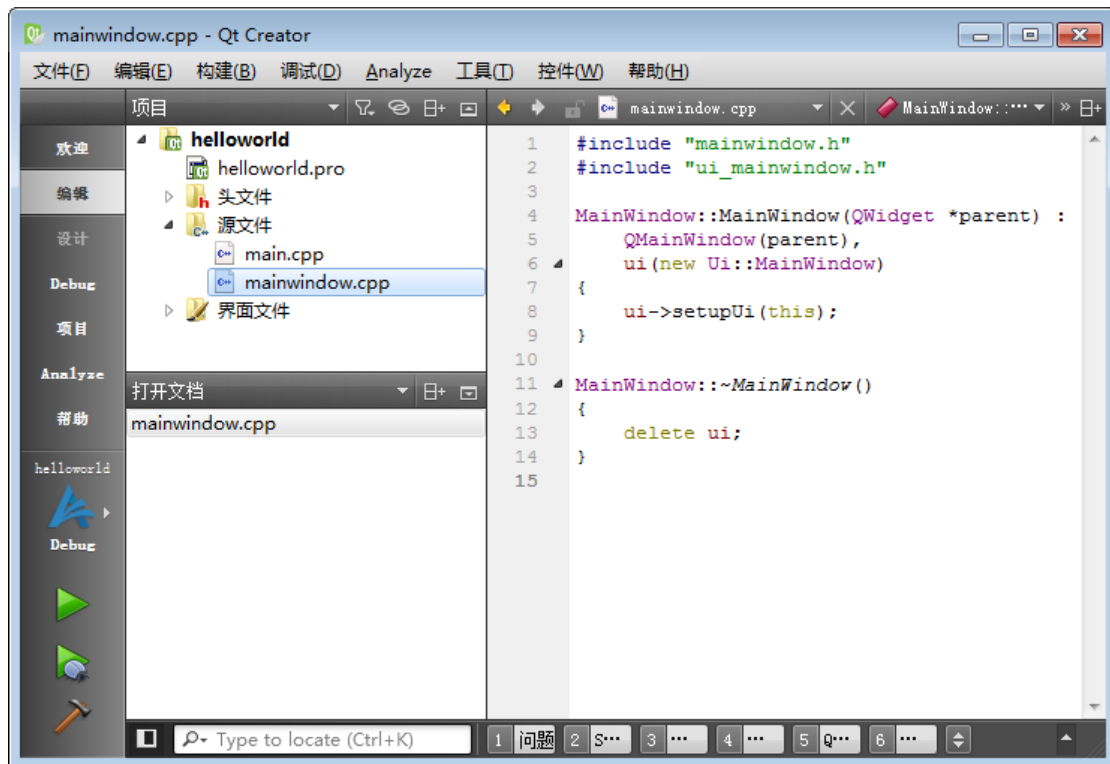 mainwindow.cpp - Qt Creator
文件(F) 编辑(E) 构建(B) 调试(D) Analyze 工具(T) 控件(W) 帮助(H)
项目
mainwindow.cpp
MainWindow::⋯
欢迎
编辑
设计
Debug
项目
Analyze
帮助
helloworld
Debug
helloworld
helloworld.pro
头文件
源文件
main.cpp
mainwindow.cpp
界面文件
打开文档
mainwindow.cpp
1 #include "mainwindow.h"
2 #include "ui_mainwindow.h"
3
4 MainWindow::MainWindow(QWidget *parent) :
5 QMainWindow(parent),
6 ui(new Ui::MainWindow)
7 {
8 ui->setupUi(this);
9 }
10
11 MainWindow::~MainWindow()
12 {
13 delete ui;
14 }
15
Type to locate (Ctrl+K) 1 问题 2 S⋯ 3 ⋯ 4 ⋯ 5 Q⋯ 6 ⋯